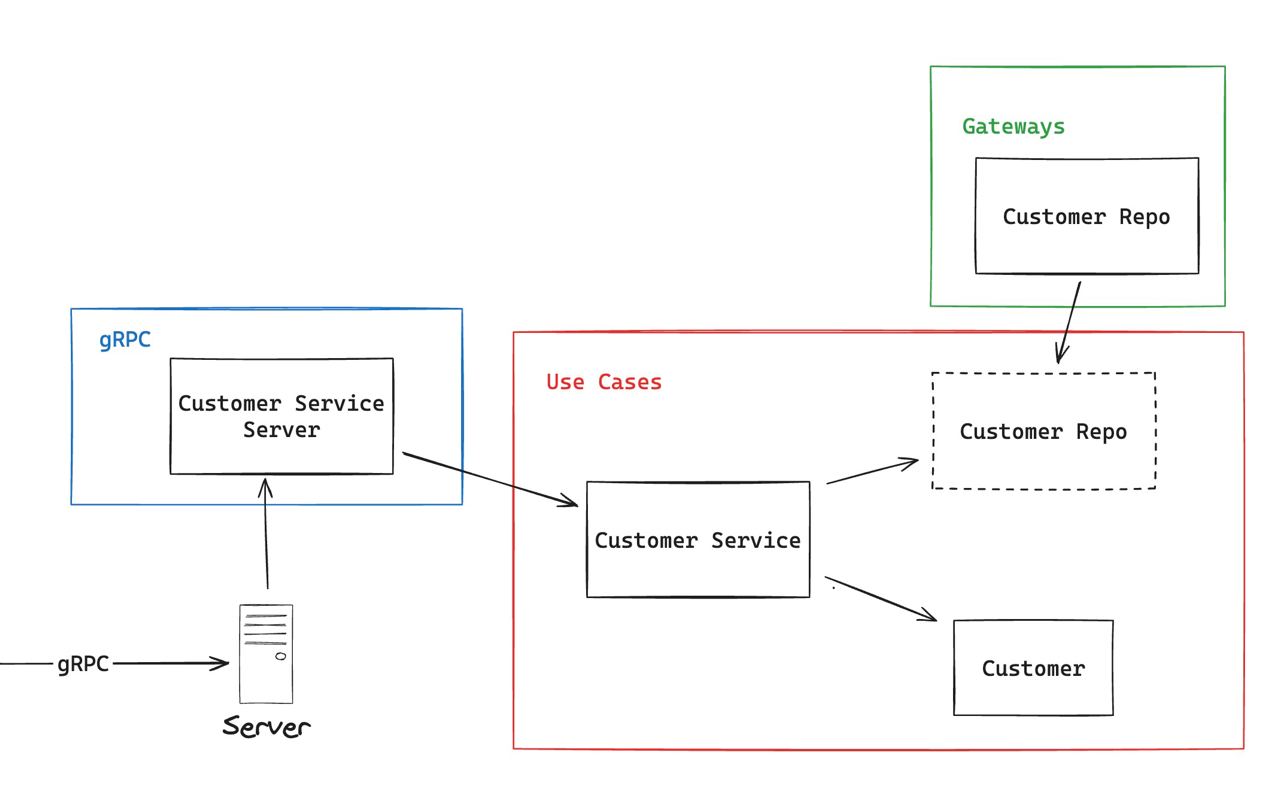 Gateways
Customer Repo
gRPC
Customer Service
Server
Use Cases
Customer Repo
Customer Service
Customer
gRPC
Server